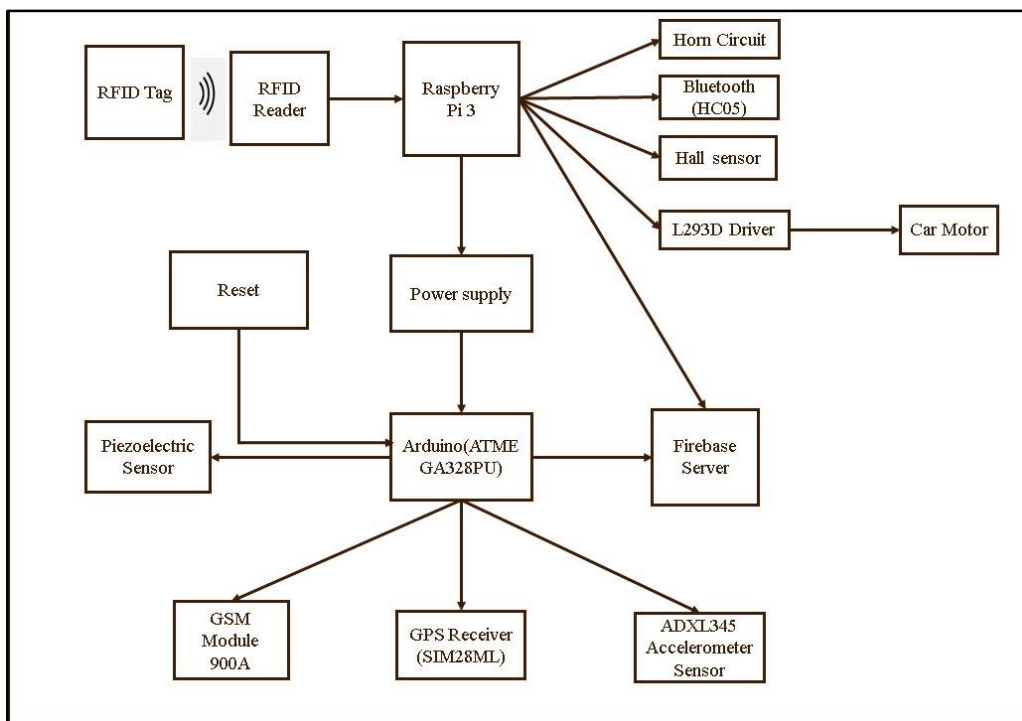 RFID Tag
RFID
Reader
Raspberry
Pi 3
Horn Circuit
Bluetooth
(HC05)
Hall sensor
L293D Driver
Car Motor
Reset
Power supply
Piezoelectric
Sensor
Arduino(ATME
GA328PU)
Firebase
Server
GSM
Module
900A
GPS Receiver
(SIM28ML)
ADXL345
Accelerometer
Sensor